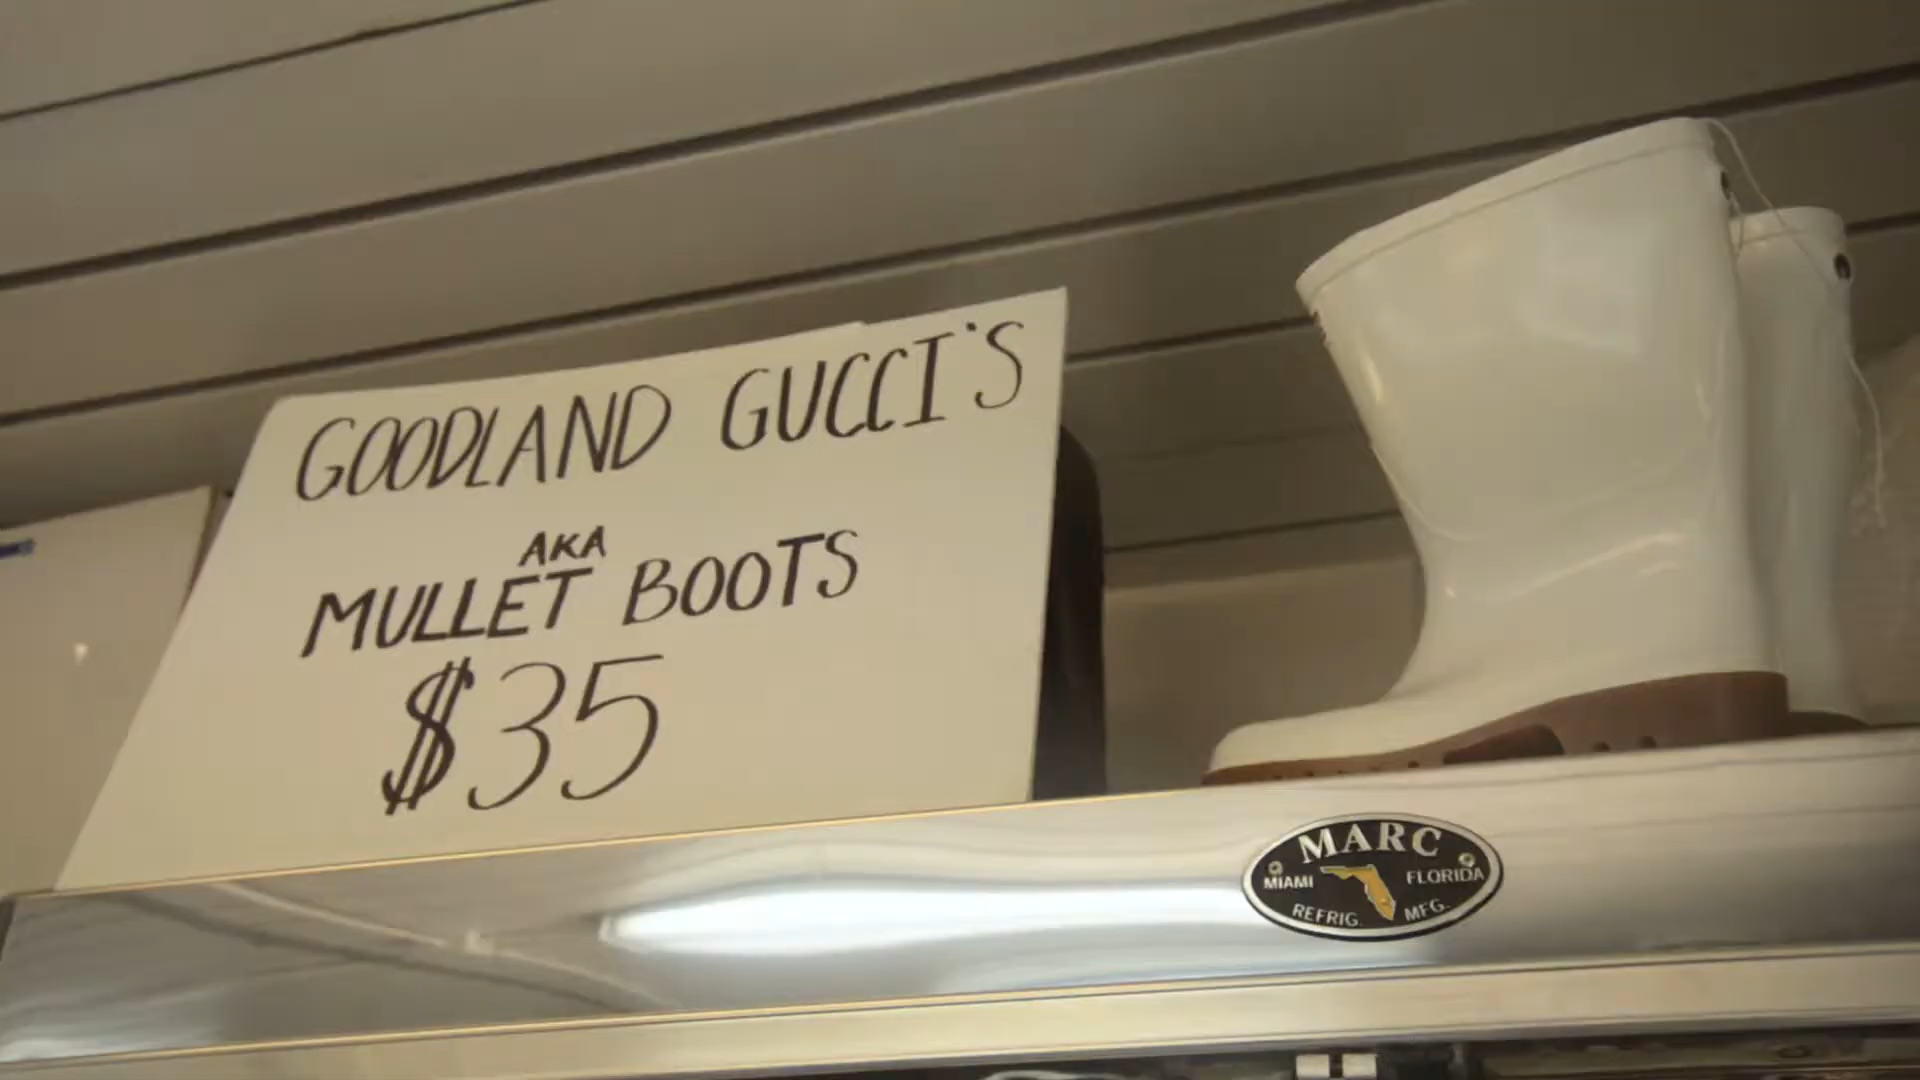 GOODLAND GUCCI'S
AKA
MULLET BOOTS
$35
MARC
MIAMI FLORIDA
REFRIG. MFG.